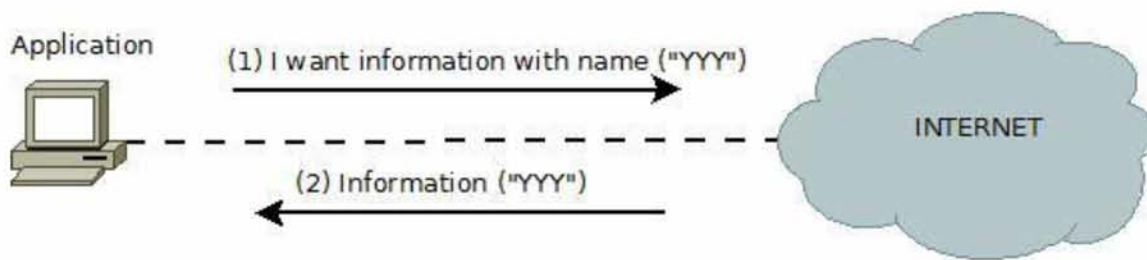 Application
(1) I want information with name ("YYY")
INTERNET
(2) Information ("YYY")